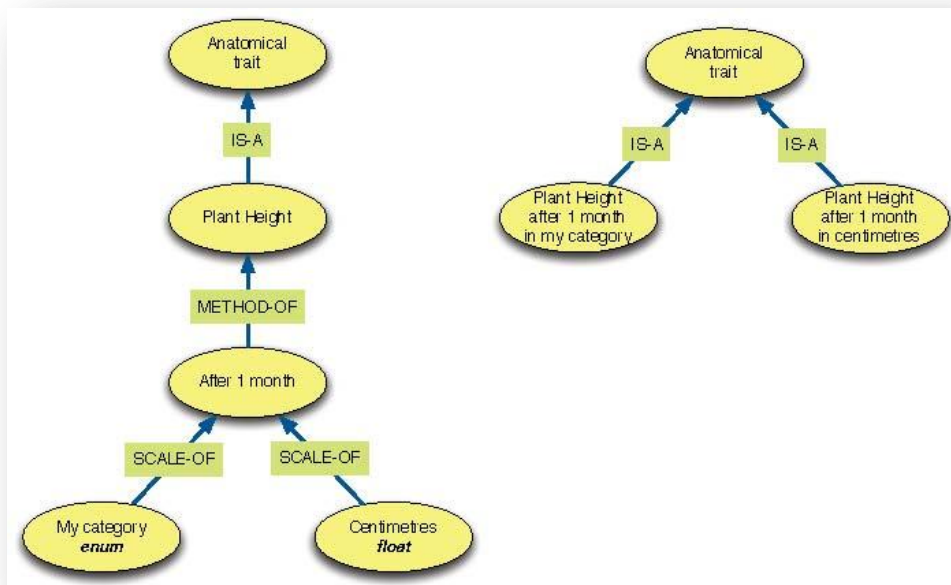 Anatomical
trait
IS-A
Plant Height
METHOD-OF
After 1 month
SCALE-OF
SCALE-OF
My category
enum
Centimetres
float
Anatomical
trait
IS-A
IS-A
Plant Height
after 1 month
in my category
Plant Height
after 1 month
in centimetres